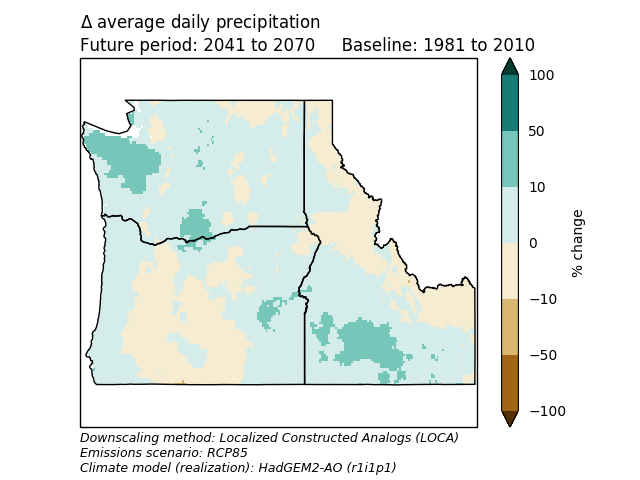 Δ average daily precipitation
Future period: 2041 to 2070     Baseline: 1981 to 2010
100
50
10
0
−10
−50
−100
% change
Downscaling method: Localized Constructed Analogs (LOCA)
Emissions scenario: RCP85
Climate model (realization): HadGEM2-AO (r1i1p1)